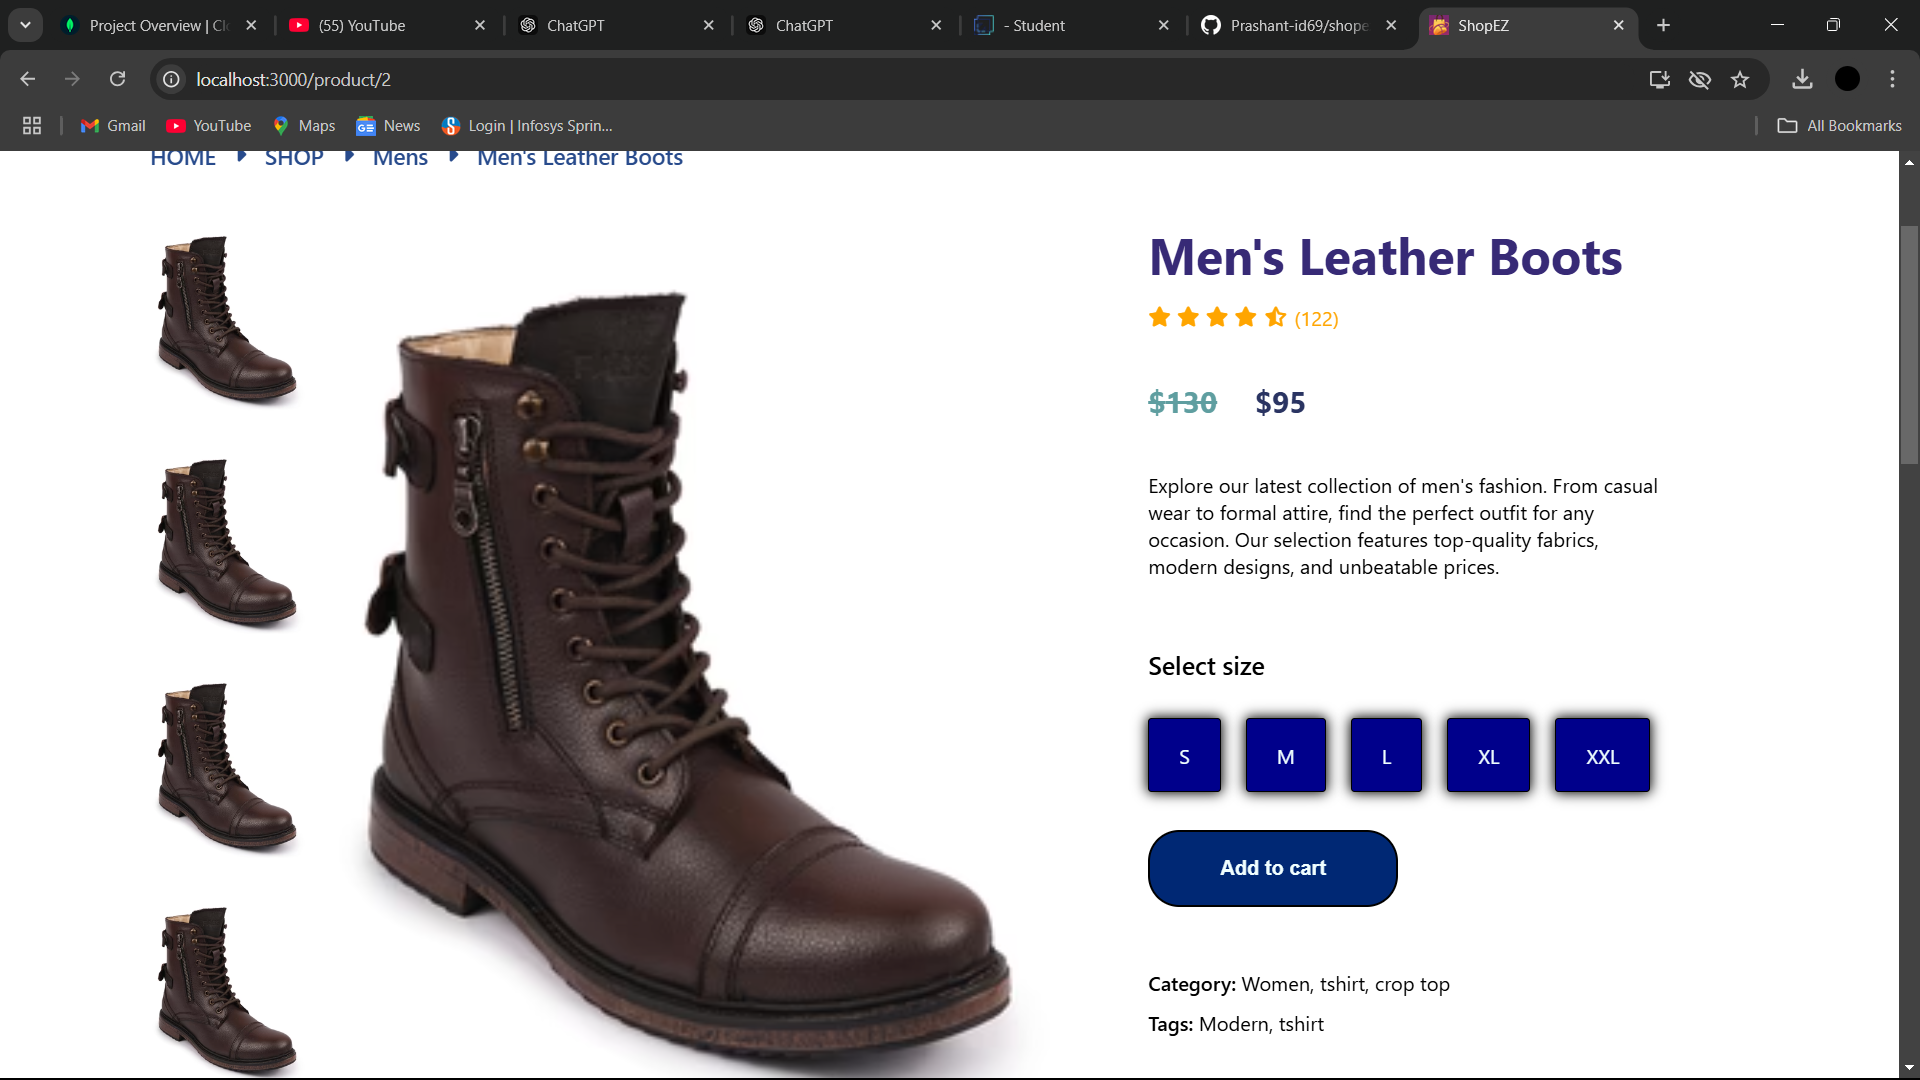 Project Overview | Cl
(55) YouTube
ChatGPT
ChatGPT
- Student
Prashant-id69/shope
ShopEZ
localhost:3000/product/2
Gmail
YouTube
Maps
News
Login | Infosys Sprin...
All Bookmarks
HOME SHOP Mens Men's Leather Boots
Men's Leather Boots
(122)
$130 $95
Explore our latest collection of men's fashion. From casual
wear to formal attire, find the perfect outfit for any
occasion. Our selection features top-quality fabrics,
modern designs, and unbeatable prices.
Select size
S M L XL XXL
Add to cart
Category: Women, tshirt, crop top
Tags: Modern, tshirt